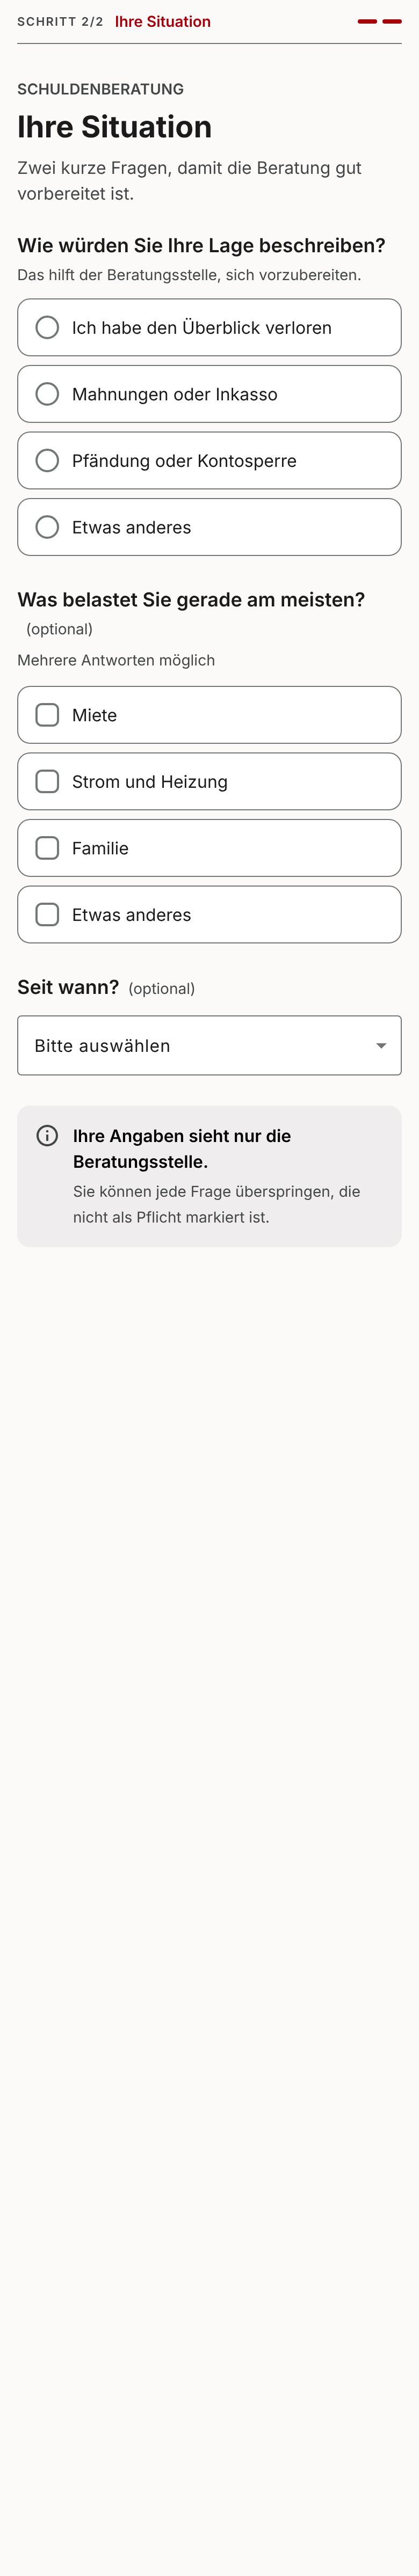 SCHRITT 2/2 Ihre Situation
SCHULDENBERATUNG
Ihre Situation
Zwei kurze Fragen, damit die Beratung gut
vorbereitet ist.
Wie würden Sie Ihre Lage beschreiben?
Das hilft der Beratungsstelle, sich vorzubereiten.
Ich habe den Überblick verloren
Mahnungen oder Inkasso
Pfändung oder Kontosperre
Etwas anderes
Was belastet Sie gerade am meisten?
(optional)
Mehrere Antworten möglich
Miete
Strom und Heizung
Familie
Etwas anderes
Seit wann? (optional)
Bitte auswählen
Ihre Angaben sieht nur die
Beratungsstelle.
Sie können jede Frage überspringen, die
nicht als Pflicht markiert ist.